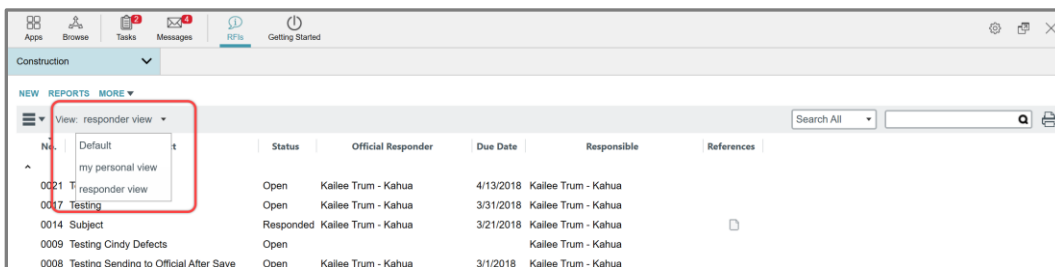 2 4
Apps Browse Tasks Messages RFIs Getting Started
Construction
NEW REPORTS MORE
View: responder view Search All
No. Status Official Responder Due Date Responsible References
Default
my personal view
responder view
0021 Open Kailee Trum - Kahua 4/13/2018 Kailee Trum - Kahua
0017 Testing Open Kailee Trum - Kahua 3/31/2018 Kailee Trum - Kahua
0014 Subject Responded Kailee Trum - Kahua 3/21/2018 Kailee Trum - Kahua
0009 Testing Cindy Defects Open Kailee Trum - Kahua
0008 Testing Sending to Official After Save Open Kailee Trum - Kahua 3/1/2018 Kailee Trum - Kahua